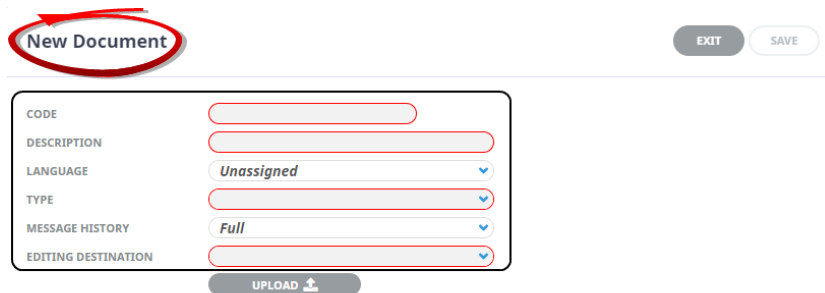 New Document
EXIT
SAVE
CODE
DESCRIPTION
LANGUAGE Unassigned
TYPE
MESSAGE HISTORY Full
EDITING DESTINATION
UPLOAD